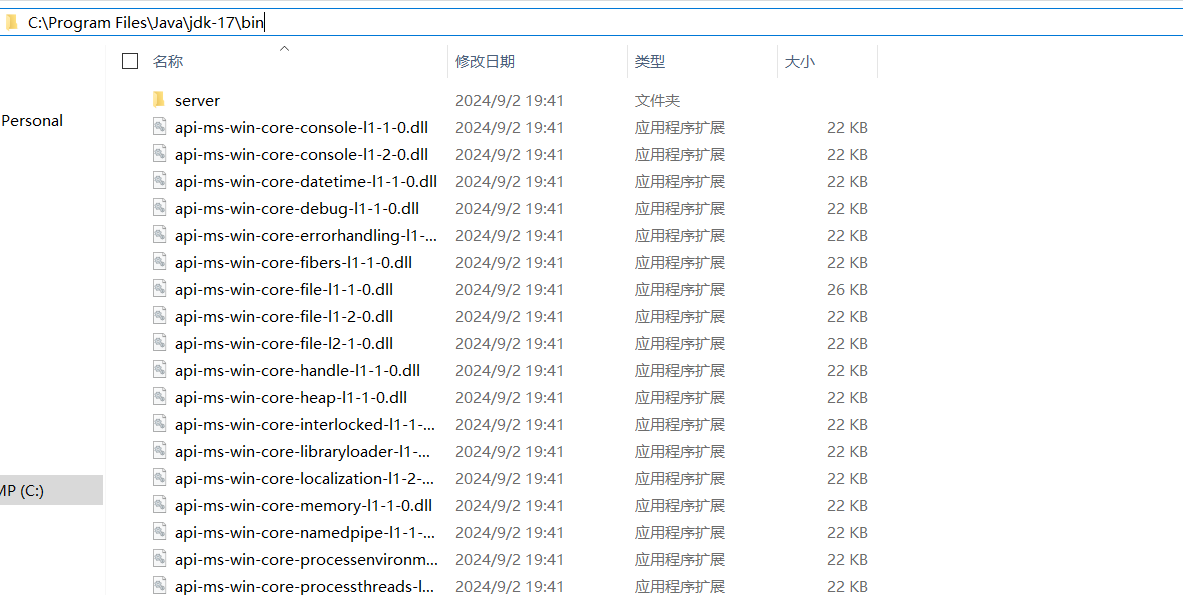 C:\Program Files\Java\jdk-17\bin
名称 修改日期 类型 大小
Personal
MP (C:)
server 2024/9/2 19:41 文件夹
api-ms-win-core-console-l1-1-0.dll 2024/9/2 19:41 应用程序扩展 22 KB
api-ms-win-core-console-l1-2-0.dll 2024/9/2 19:41 应用程序扩展 22 KB
api-ms-win-core-datetime-l1-1-0.dll 2024/9/2 19:41 应用程序扩展 22 KB
api-ms-win-core-debug-l1-1-0.dll 2024/9/2 19:41 应用程序扩展 22 KB
api-ms-win-core-errorhandling-l1-... 2024/9/2 19:41 应用程序扩展 22 KB
api-ms-win-core-fibers-l1-1-0.dll 2024/9/2 19:41 应用程序扩展 22 KB
api-ms-win-core-file-l1-1-0.dll 2024/9/2 19:41 应用程序扩展 26 KB
api-ms-win-core-file-l1-2-0.dll 2024/9/2 19:41 应用程序扩展 22 KB
api-ms-win-core-file-l2-1-0.dll 2024/9/2 19:41 应用程序扩展 22 KB
api-ms-win-core-handle-l1-1-0.dll 2024/9/2 19:41 应用程序扩展 22 KB
api-ms-win-core-heap-l1-1-0.dll 2024/9/2 19:41 应用程序扩展 22 KB
api-ms-win-core-interlocked-l1-1-... 2024/9/2 19:41 应用程序扩展 22 KB
api-ms-win-core-libraryloader-l1-... 2024/9/2 19:41 应用程序扩展 22 KB
api-ms-win-core-localization-l1-2-... 2024/9/2 19:41 应用程序扩展 22 KB
api-ms-win-core-memory-l1-1-0.dll 2024/9/2 19:41 应用程序扩展 22 KB
api-ms-win-core-namedpipe-l1-1-... 2024/9/2 19:41 应用程序扩展 22 KB
api-ms-win-core-processenvironm... 2024/9/2 19:41 应用程序扩展 22 KB
api-ms-win-core-processthreads-l... 2024/9/2 19:41 应用程序扩展 22 KB